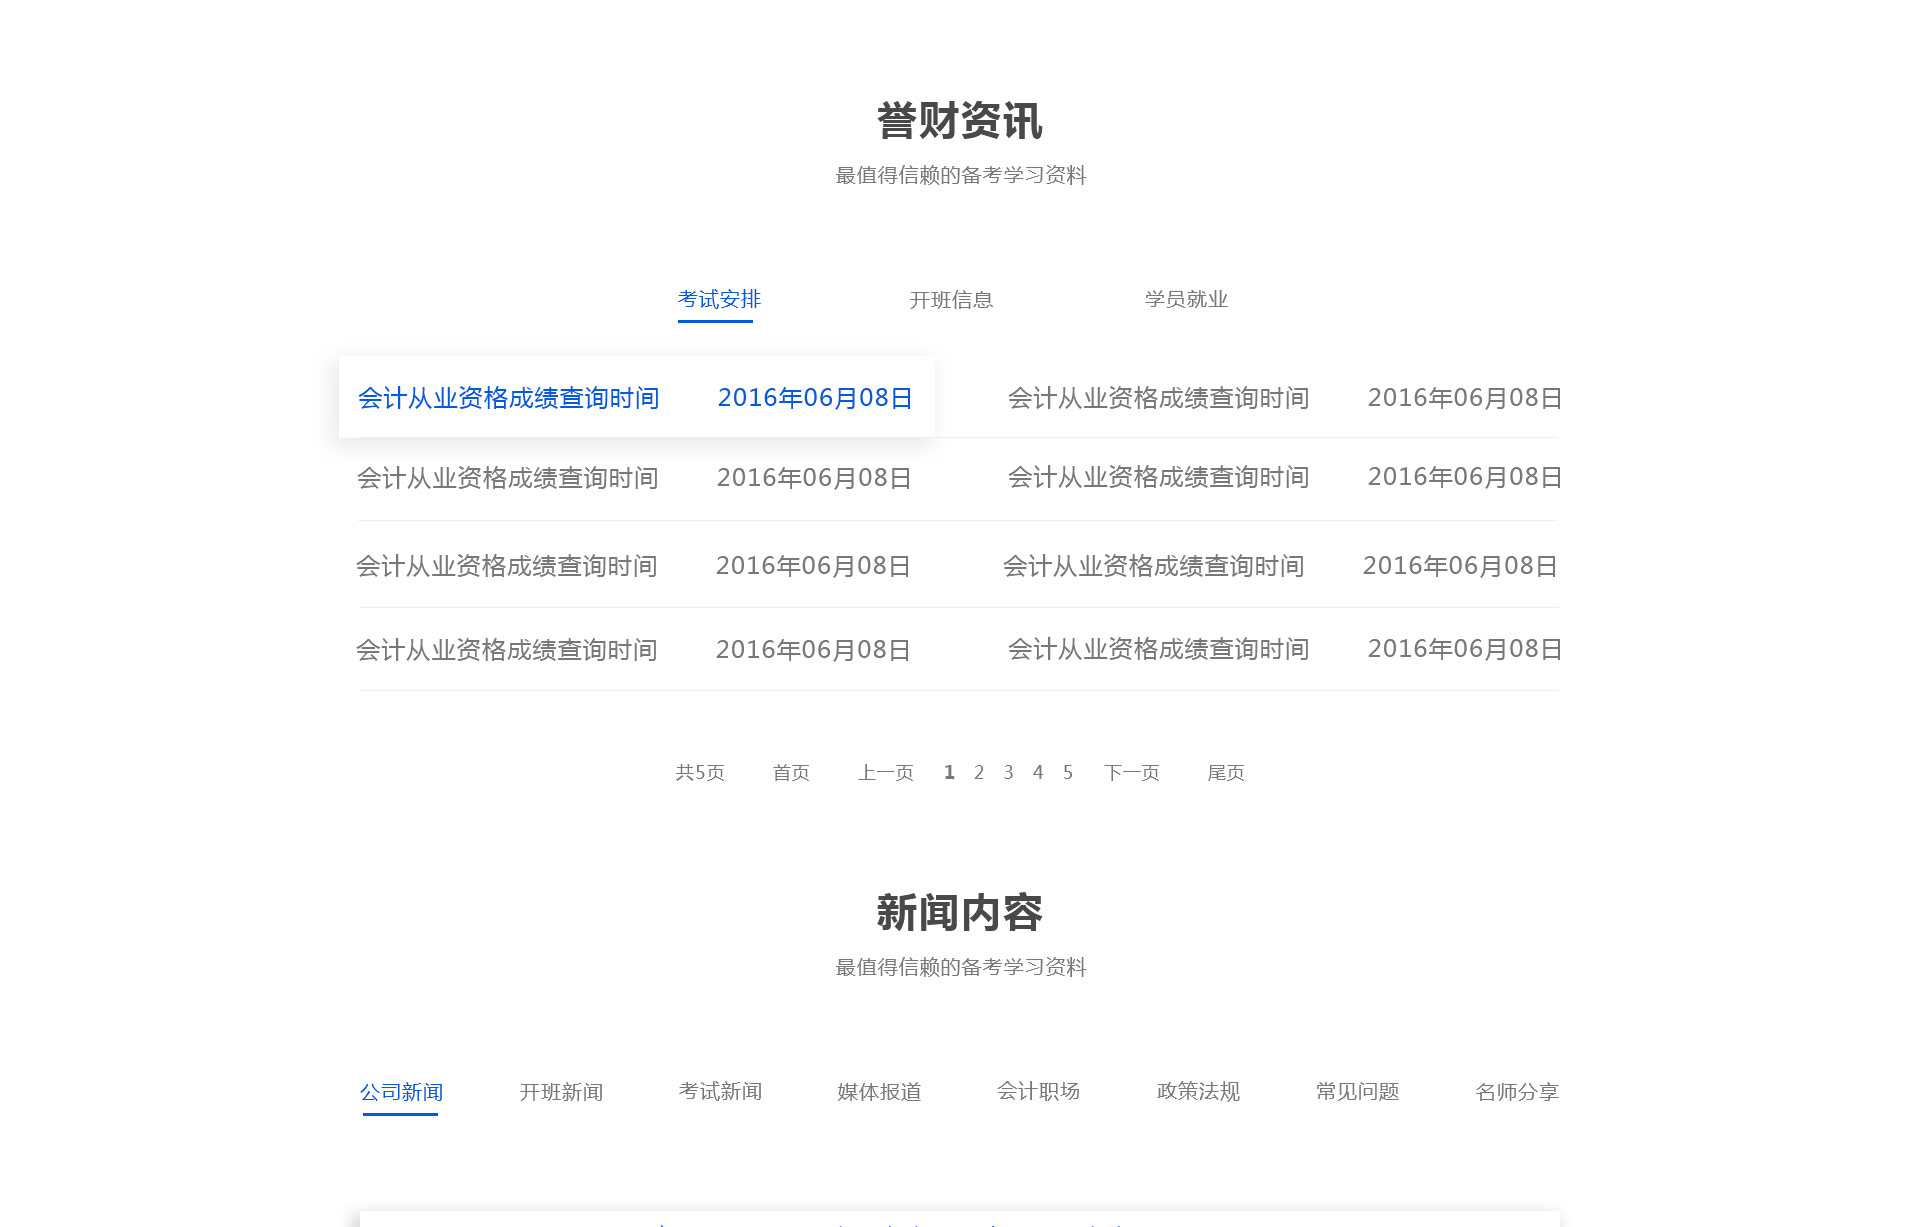 誉财资讯
最值得信赖的备考学习资料
考试安排 开班信息 学员就业
会计从业资格成绩查询时间 2016年06月08日 会计从业资格成绩查询时间 2016年06月08日
会计从业资格成绩查询时间 2016年06月08日 会计从业资格成绩查询时间 2016年06月08日
会计从业资格成绩查询时间 2016年06月08日 会计从业资格成绩查询时间 2016年06月08日
会计从业资格成绩查询时间 2016年06月08日 会计从业资格成绩查询时间 2016年06月08日
共5页 首页 上一页 1 2 3 4 5 下一页 尾页
新闻内容
最值得信赖的备考学习资料
公司新闻 开班新闻 考试新闻 媒体报道 会计职场 政策法规 常见问题 名师分享